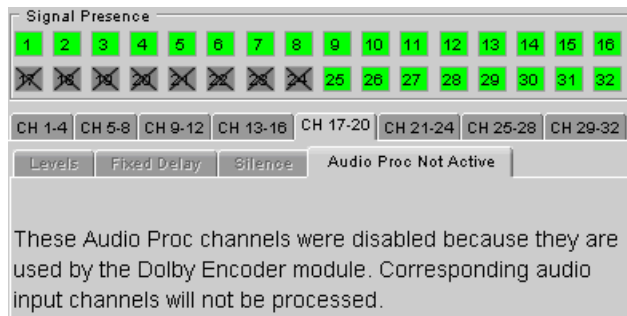 Signal Presence
1 2 3 4 5 6 7 8 9 10 11 12 13 14 15 16
17 18 19 20 21 22 23 24 25 26 27 28 29 30 31 32
CH 1-4 CH 5-8 CH 9-12 CH 13-16 CH 17-20 CH 21-24 CH 25-28 CH 29-32
Levels Fixed Delay Silence Audio Proc Not Active
These Audio Proc channels were disabled because they are
used by the Dolby Encoder module. Corresponding audio
input channels will not be processed.